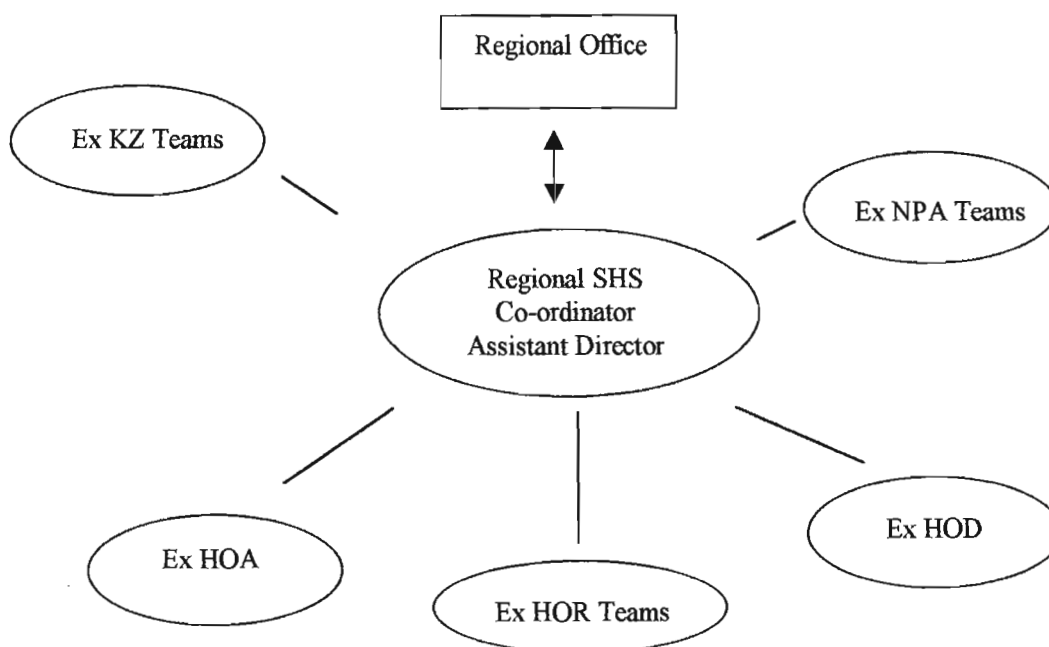 Regional Office
Ex KZ Teams
Ex NPA Teams
Regional SHS
Co-ordinator
Assistant Director
Ex HOA
Ex HOR Teams
Ex HOD